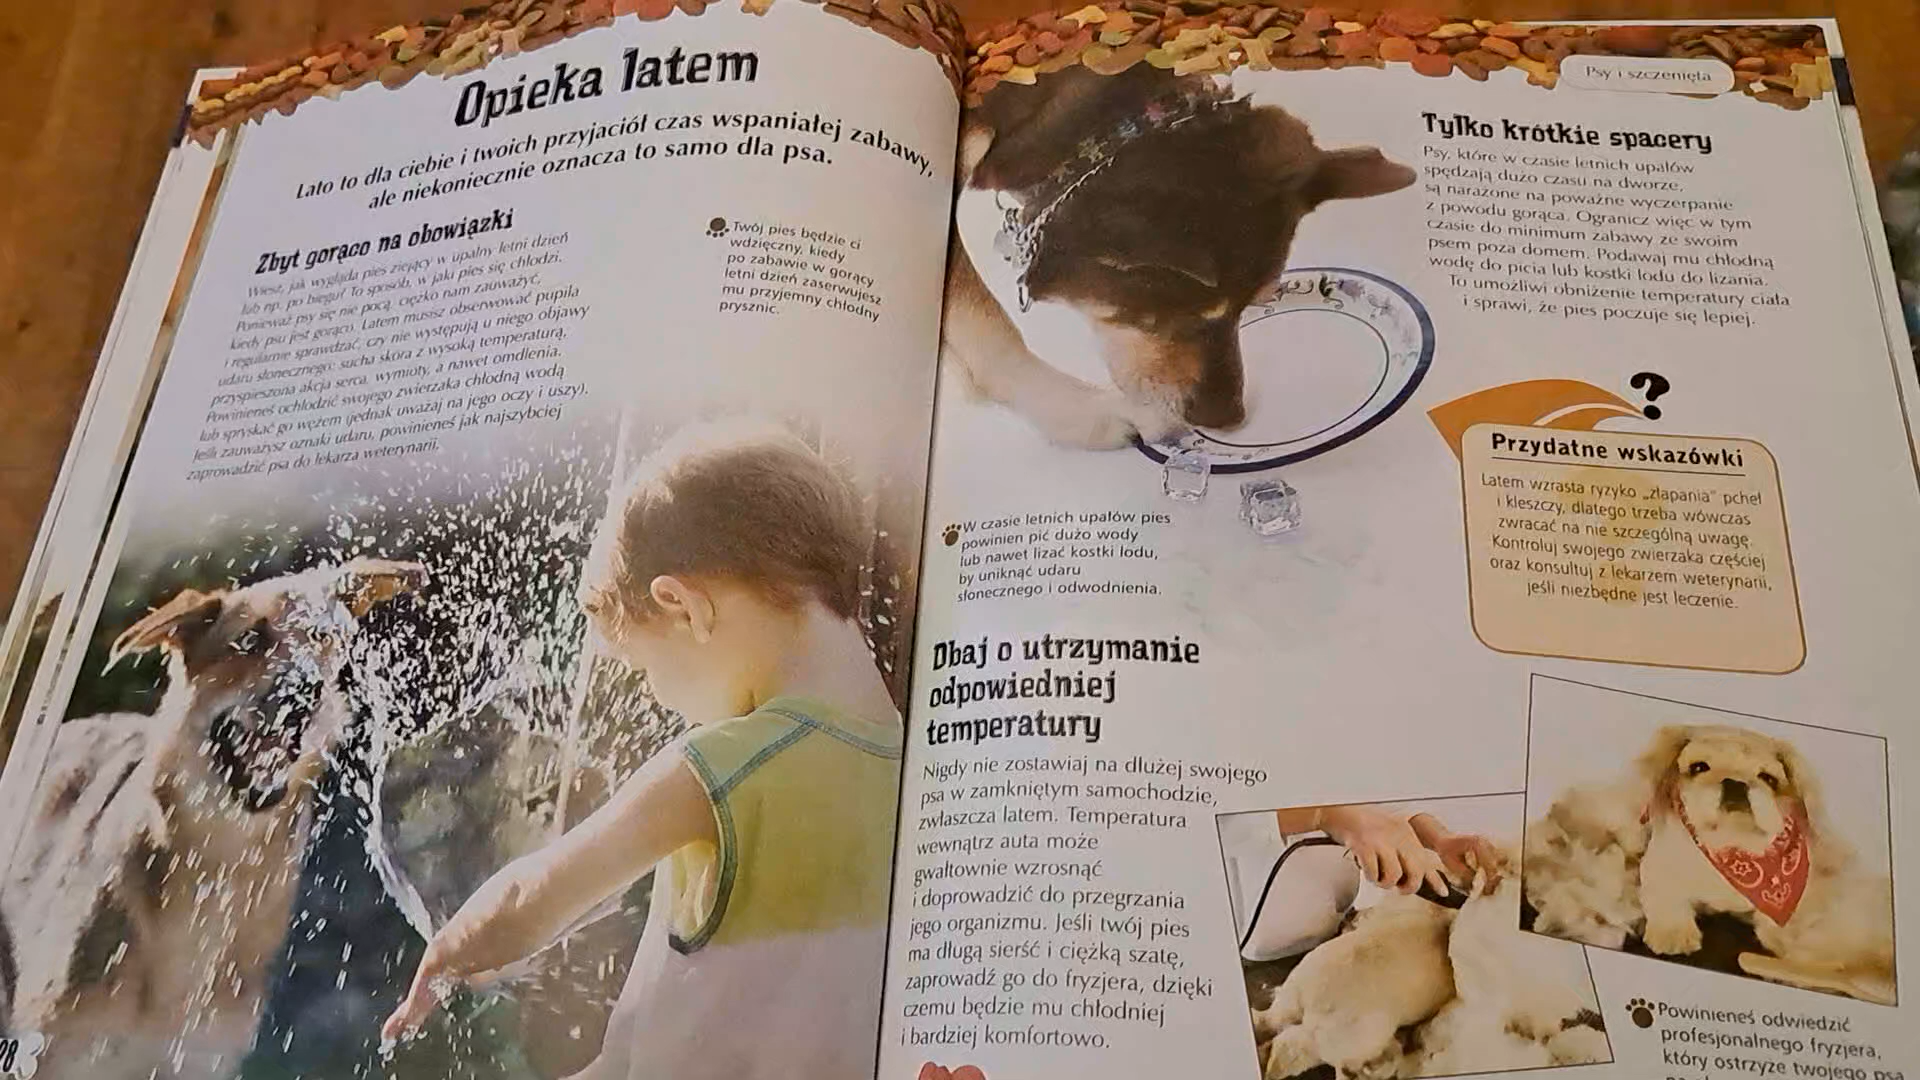 Opieka latem
Lato to dla ciebie i twoich przyjaciół czas wspaniałej zabawy,
ale niekoniecznie oznacza to samo dla psa.
Zbyt gorąco na obowiązki
Wiesz, jak wygląda pies ziejący w upalny letni dzień
lub np. po biegu? To sposób, w jaki pies się chłodzi.
Ponieważ psy się nie pocą, ciężko nam zauważyć,
kiedy psu jest gorąco. Latem musisz obserwować pupila
i regularnie sprawdzać, czy nie występują u niego objawy
udaru słonecznego: sucha skóra z wysoką temperaturą,
przyspieszona akcja serca, wymioty, a nawet omdlenia.
Powinieneś ochłodzić swojego zwierzaka chłodną wodą
lub spryskać go wężem (jednak uważaj na jego oczy i uszy).
Jeśli zauważysz oznaki udaru, powinieneś jak najszybciej
zaprowadzić psa do lekarza weterynarii.
Twój pies będzie ci
wdzięczny, kiedy
po zabawie w gorący
letni dzień zaserwujesz
mu przyjemny chłodny
prysznic.
Psy i szczenięta
Tylko krótkie spacery
Psy, które w czasie letnich upałów
spędzają dużo czasu na dworze,
są narażone na poważne wyczerpanie
z powodu gorąca. Ogranicz więc w tym
czasie do minimum zabawy ze swoim
psem poza domem. Podawaj mu chłodną
wodę do picia lub kostki lodu do lizania.
To umożliwi obniżenie temperatury ciała
i sprawi, że pies poczuje się lepiej.
W czasie letnich upałów pies
powinien pić dużo wody
lub nawet lizać kostki lodu,
by uniknąć udaru
słonecznego i odwodnienia.
?
Przydatne wskazówki
Latem wzrasta ryzyko „złapania” pcheł
i kleszczy, dlatego trzeba wówczas
zwracać na nie szczególną uwagę.
Kontroluj swojego zwierzaka częściej
oraz konsultuj z lekarzem weterynarii,
jeśli niezbędne jest leczenie.
Dbaj o utrzymanie
odpowiedniej
temperatury
Nigdy nie zostawiaj na dłużej swojego
psa w zamkniętym samochodzie,
zwłaszcza latem. Temperatura
wewnątrz auta może
gwałtownie wzrosnąć
i doprowadzić do przegrzania
jego organizmu. Jeśli twój pies
ma długą sierść i ciężką szatę,
zaprowadź go do fryzjera, dzięki
czemu będzie mu chłodniej
i bardziej komfortowo.
Powinieneś odwiedzić
profesjonalnego fryzjera,
który ostrzyże twojego psa